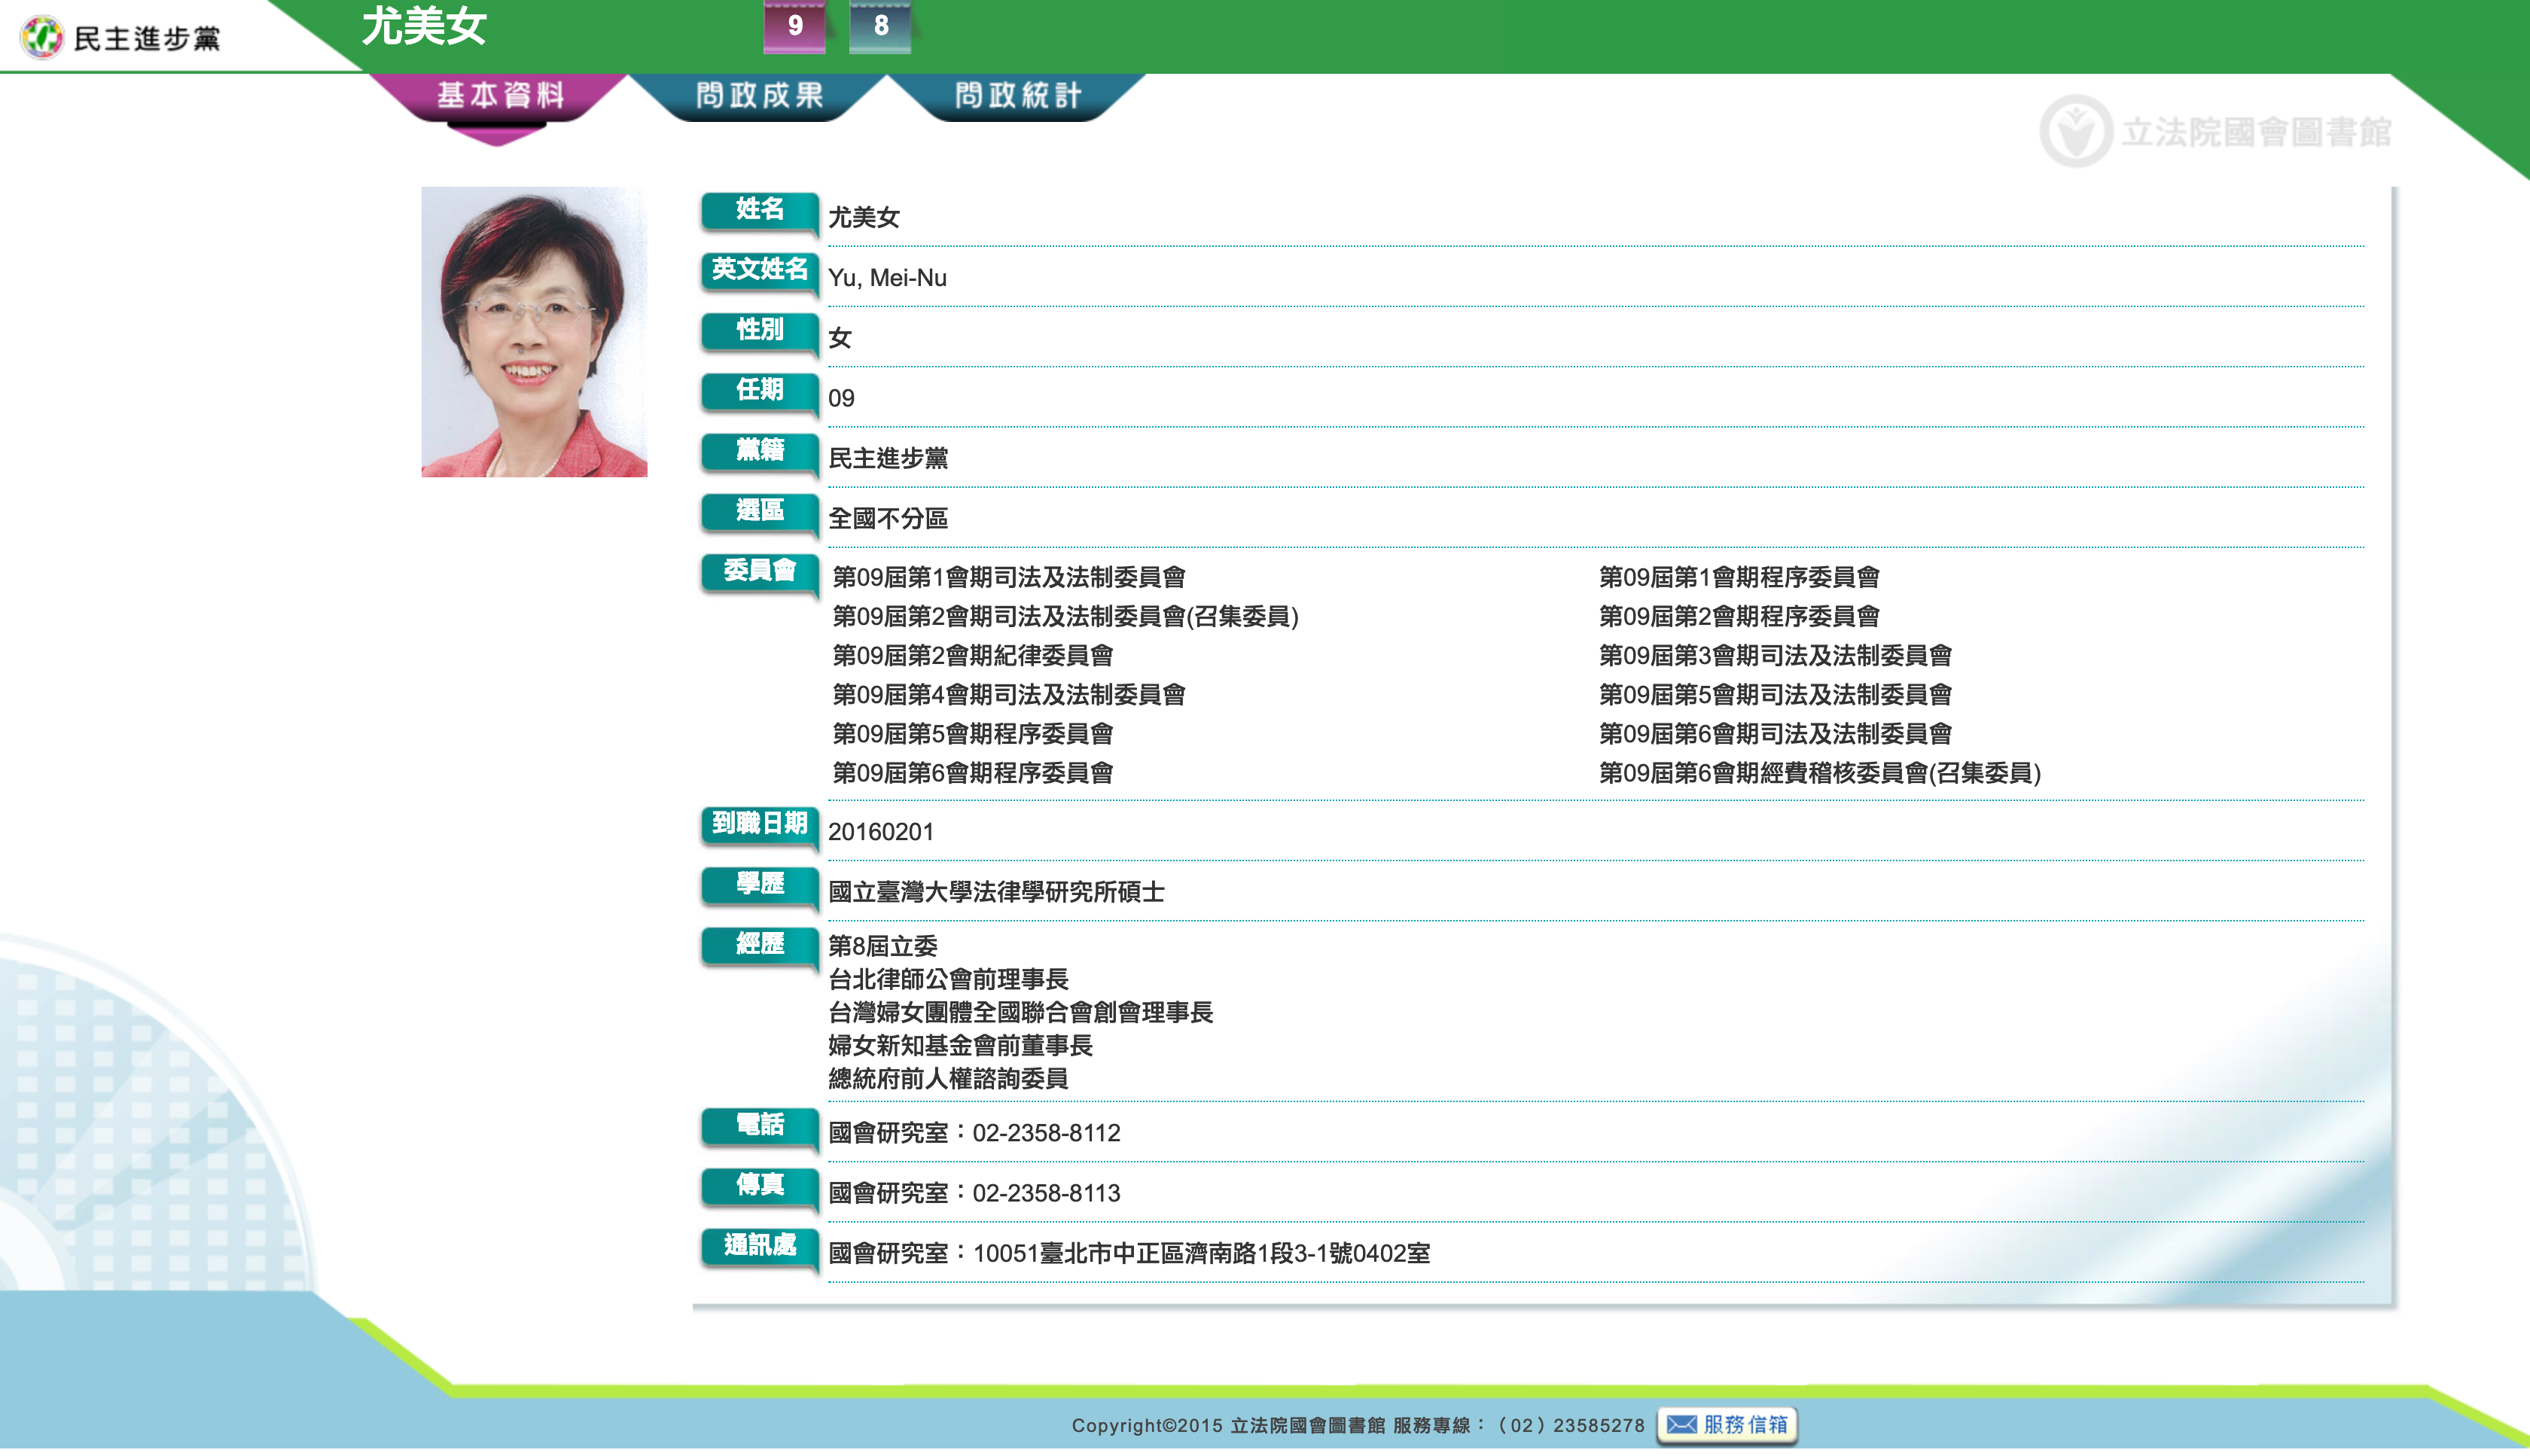 民主進步黨
尤美女
9 8
基本資料 問政成果 問政統計
立法院國會圖書館
姓名 尤美女
英文姓名 Yu, Mei-Nu
性別 女
任期 09
黨籍 民主進步黨
選區 全國不分區
委員會 第09屆第1會期司法及法制委員會 第09屆第1會期程序委員會
第09屆第2會期司法及法制委員會(召集委員) 第09屆第2會期程序委員會
第09屆第2會期紀律委員會 第09屆第3會期司法及法制委員會
第09屆第4會期司法及法制委員會 第09屆第5會期司法及法制委員會
第09屆第5會期程序委員會 第09屆第6會期司法及法制委員會
第09屆第6會期程序委員會 第09屆第6會期經費稽核委員會(召集委員)
到職日期 20160201
學歷 國立臺灣大學法律學研究所碩士
經歷 第8屆立委
台北律師公會前理事長
台灣婦女團體全國聯合會創會理事長
婦女新知基金會前董事長
總統府前人權諮詢委員
電話 國會研究室：02-2358-8112
傳真 國會研究室：02-2358-8113
通訊處 國會研究室：10051臺北市中正區濟南路1段3-1號0402室
Copyright©2015 立法院國會圖書館 服務專線：（02）23585278 服務信箱